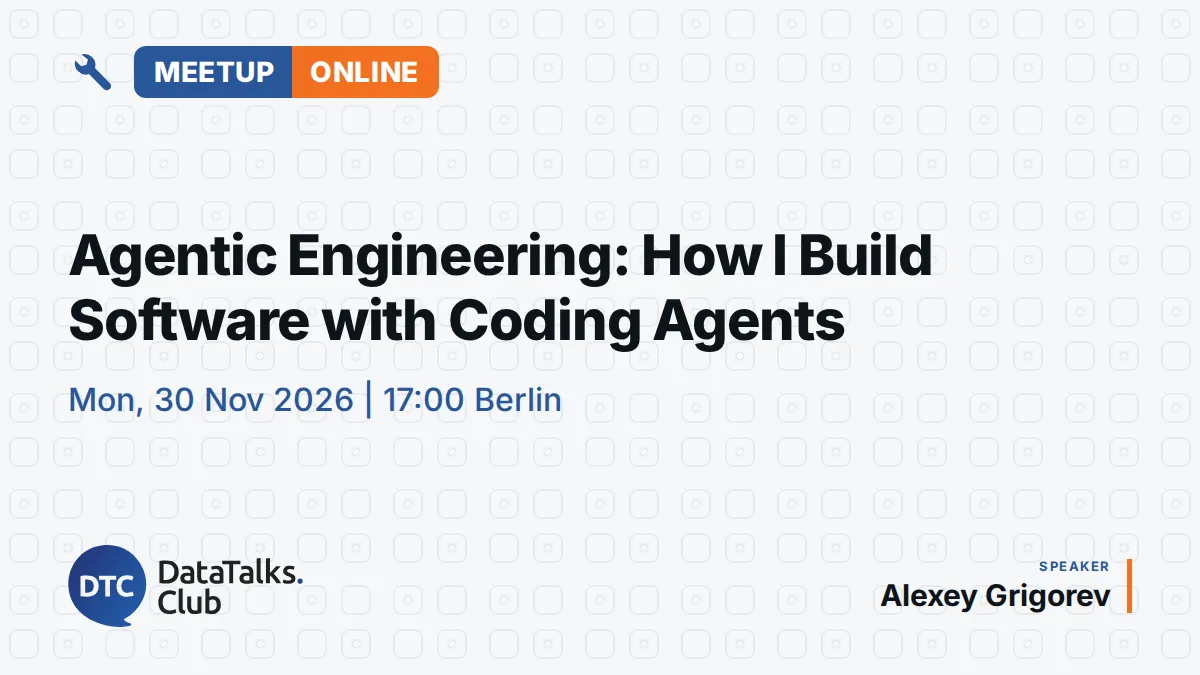 MEETUP ONLINE
Agentic Engineering: How I Build
Software with Coding Agents
Mon, 30 Nov 2026 | 17:00 Berlin
DTC
DataTalks.
Club
SPEAKER
Alexey Grigorev